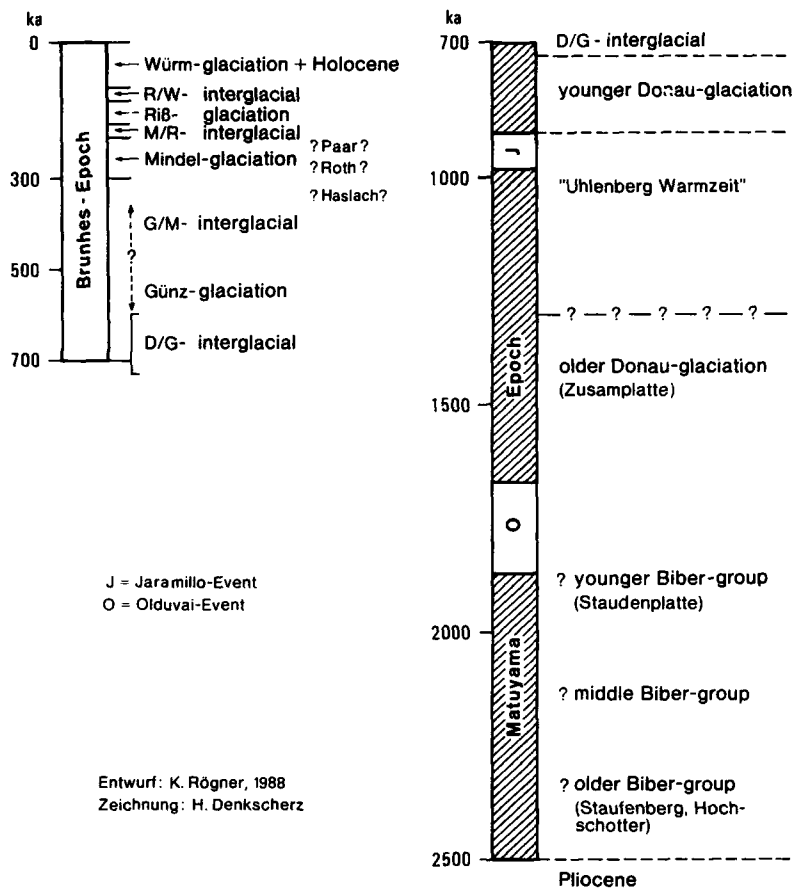 ka
0
Würm-glaciation + Holocene
R/W- interglacial
Riß- glaciation
M/R- interglacial
? Paar ?
Mindel-glaciation
? Roth ?
300
? Haslach?
G/M- interglacial
?
500
Günz-glaciation
D/G- interglacial
700
Brunhes - Epoch
J = Jaramillo-Event
O = Olduvai-Event
Entwurf: K. Rögner, 1988
Zeichnung: H. Denkscherz
ka
700
D/G - interglacial
younger Donau-glaciation
J
1000
"Uhlenberg Warmzeit"
? — ? — ? — ? — ?
older Donau-glaciation
(Zusamplatte)
1500
O
? younger Biber-group
(Staudenplatte)
2000
? middle Biber-group
? older Biber-group
(Staufenberg, Hoch-
schotter)
2500
Pliocene
Matuyama Epoch